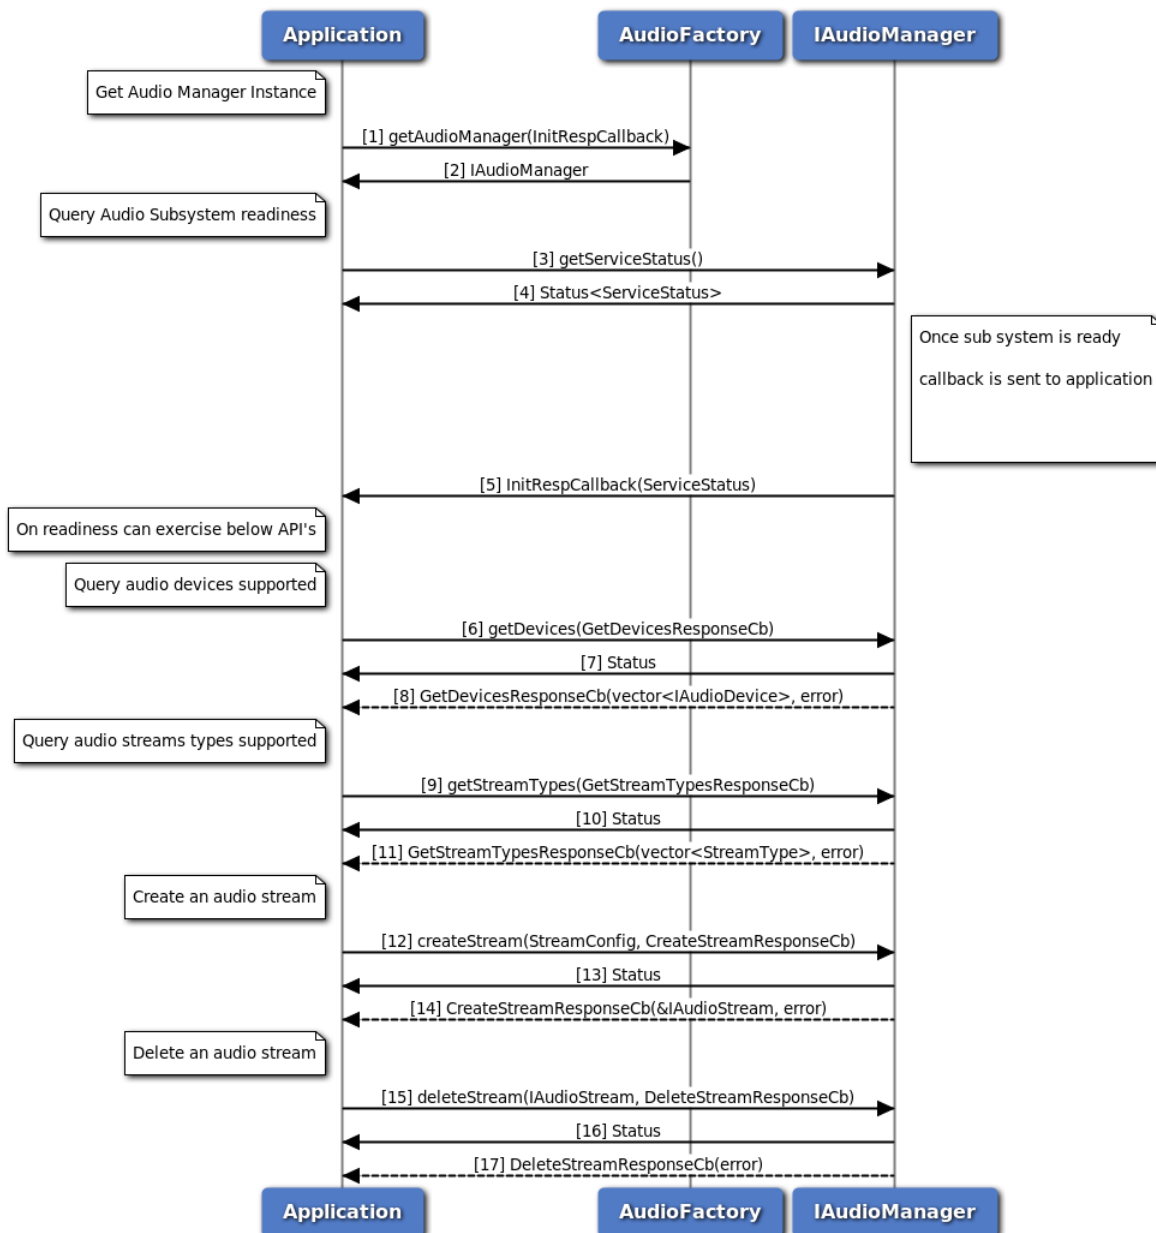 Application
AudioFactory
IAudioManager
Get Audio Manager Instance
[1] getAudioManager(InitRespCallback)
[2] IAudioManager
Query Audio Subsystem readiness
[3] getServiceStatus()
[4] Status<ServiceStatus>
Once sub system is ready
callback is sent to application
[5] InitRespCallback(ServiceStatus)
On readiness can exercise below API's
Query audio devices supported
[6] getDevices(GetDevicesResponseCb)
[7] Status
[8] GetDevicesResponseCb(vector<IAudioDevice>, error)
Query audio streams types supported
[9] getStreamTypes(GetStreamTypesResponseCb)
[10] Status
[11] GetStreamTypesResponseCb(vector<StreamType>, error)
Create an audio stream
[12] createStream(StreamConfig, CreateStreamResponseCb)
[13] Status
[14] CreateStreamResponseCb(&IAudioStream, error)
Delete an audio stream
[15] deleteStream(IAudioStream, DeleteStreamResponseCb)
[16] Status
[17] DeleteStreamResponseCb(error)
Application
AudioFactory
IAudioManager